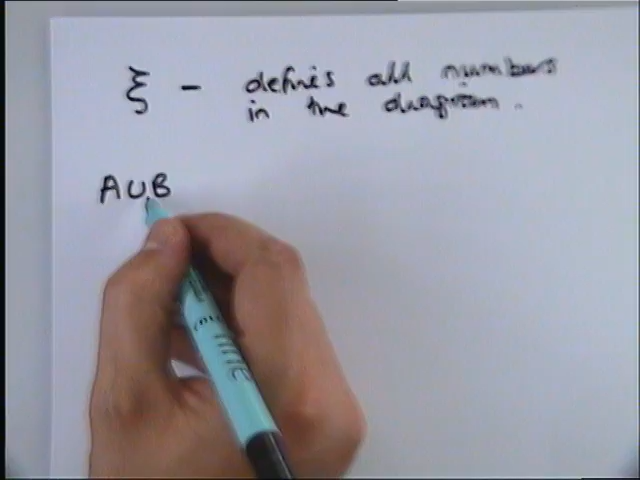 ξ - defines all numbers
in the diagram.
A∪B